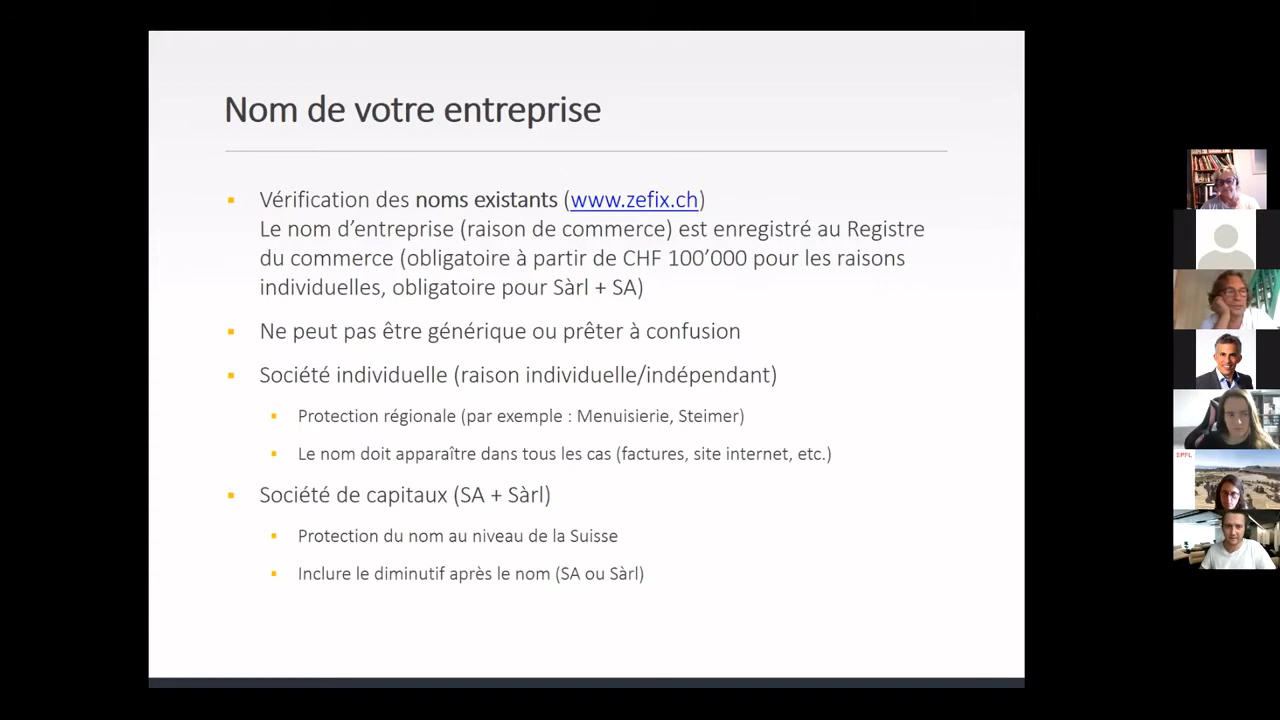 Nom de votre entreprise
Vérification des noms existants (www.zefix.ch)
Le nom d’entreprise (raison de commerce) est enregistré au Registre
du commerce (obligatoire à partir de CHF 100’000 pour les raisons
individuelles, obligatoire pour Sàrl + SA)
Ne peut pas être générique ou prêter à confusion
Société individuelle (raison individuelle/indépendant)
Protection régionale (par exemple : Menuisierie, Steimer)
Le nom doit apparaître dans tous les cas (factures, site internet, etc.)
Société de capitaux (SA + Sàrl)
Protection du nom au niveau de la Suisse
Inclure le diminutif après le nom (SA ou Sàrl)
EPFL